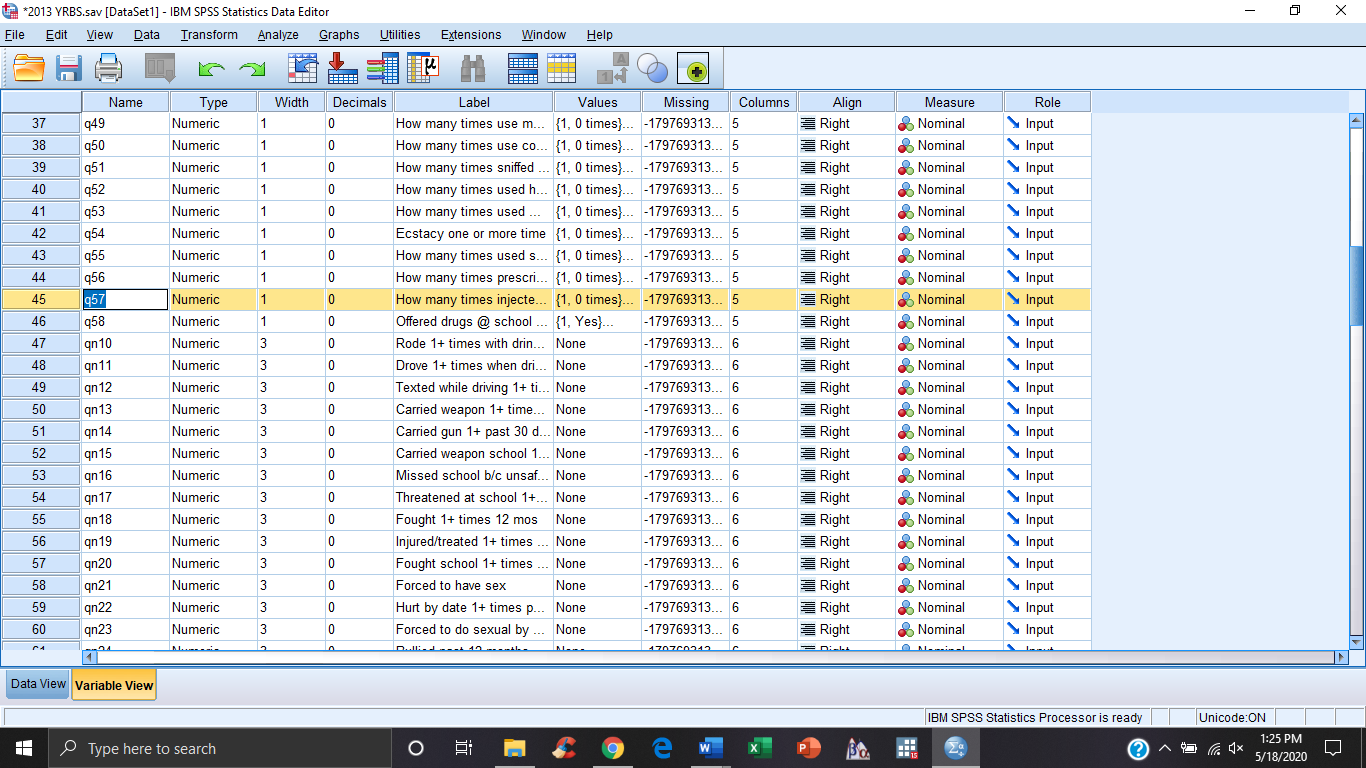 *2013 YRBS.sav [DataSet1] - IBM SPSS Statistics Data Editor
File Edit View Data Transform Analyze Graphs Utilities Extensions Window Help
Name Type Width Decimals Label Values Missing Columns Align Measure Role
37 q49 Numeric 1 0 How many times use m... {1, 0 times}... -179769313... 5 Right Nominal Input
38 q50 Numeric 1 0 How many times use co... {1, 0 times}... -179769313... 5 Right Nominal Input
39 q51 Numeric 1 0 How many times sniffed ... {1, 0 times}... -179769313... 5 Right Nominal Input
40 q52 Numeric 1 0 How many times used h... {1, 0 times}... -179769313... 5 Right Nominal Input
41 q53 Numeric 1 0 How many times used ... {1, 0 times}... -179769313... 5 Right Nominal Input
42 q54 Numeric 1 0 Ecstacy one or more time {1, 0 times}... -179769313... 5 Right Nominal Input
43 q55 Numeric 1 0 How many times used s... {1, 0 times}... -179769313... 5 Right Nominal Input
44 q56 Numeric 1 0 How many times prescri... {1, 0 times}... -179769313... 5 Right Nominal Input
45 q57 Numeric 1 0 How many times injecte... {1, 0 times}... -179769313... 5 Right Nominal Input
46 q58 Numeric 1 0 Offered drugs @ school ... {1, Yes}... -179769313... 5 Right Nominal Input
47 qn10 Numeric 3 0 Rode 1+ times with drin... None -179769313... 6 Right Nominal Input
48 qn11 Numeric 3 0 Drove 1+ times when dri... None -179769313... 6 Right Nominal Input
49 qn12 Numeric 3 0 Texted while driving 1+ ti... None -179769313... 6 Right Nominal Input
50 qn13 Numeric 3 0 Carried weapon 1+ time... None -179769313... 6 Right Nominal Input
51 qn14 Numeric 3 0 Carried gun 1+ past 30 d... None -179769313... 6 Right Nominal Input
52 qn15 Numeric 3 0 Carried weapon school 1... None -179769313... 6 Right Nominal Input
53 qn16 Numeric 3 0 Missed school b/c unsaf... None -179769313... 6 Right Nominal Input
54 qn17 Numeric 3 0 Threatened at school 1+... None -179769313... 6 Right Nominal Input
55 qn18 Numeric 3 0 Fought 1+ times 12 mos None -179769313... 6 Right Nominal Input
56 qn19 Numeric 3 0 Injured/treated 1+ times ... None -179769313... 6 Right Nominal Input
57 qn20 Numeric 3 0 Fought school 1+ times ... None -179769313... 6 Right Nominal Input
58 qn21 Numeric 3 0 Forced to have sex None -179769313... 6 Right Nominal Input
59 qn22 Numeric 3 0 Hurt by date 1+ times p... None -179769313... 6 Right Nominal Input
60 qn23 Numeric 3 0 Forced to do sexual by ... None -179769313... 6 Right Nominal Input
Data View Variable View
IBM SPSS Statistics Processor is ready Unicode:ON
Type here to search
1:25 PM
5/18/2020